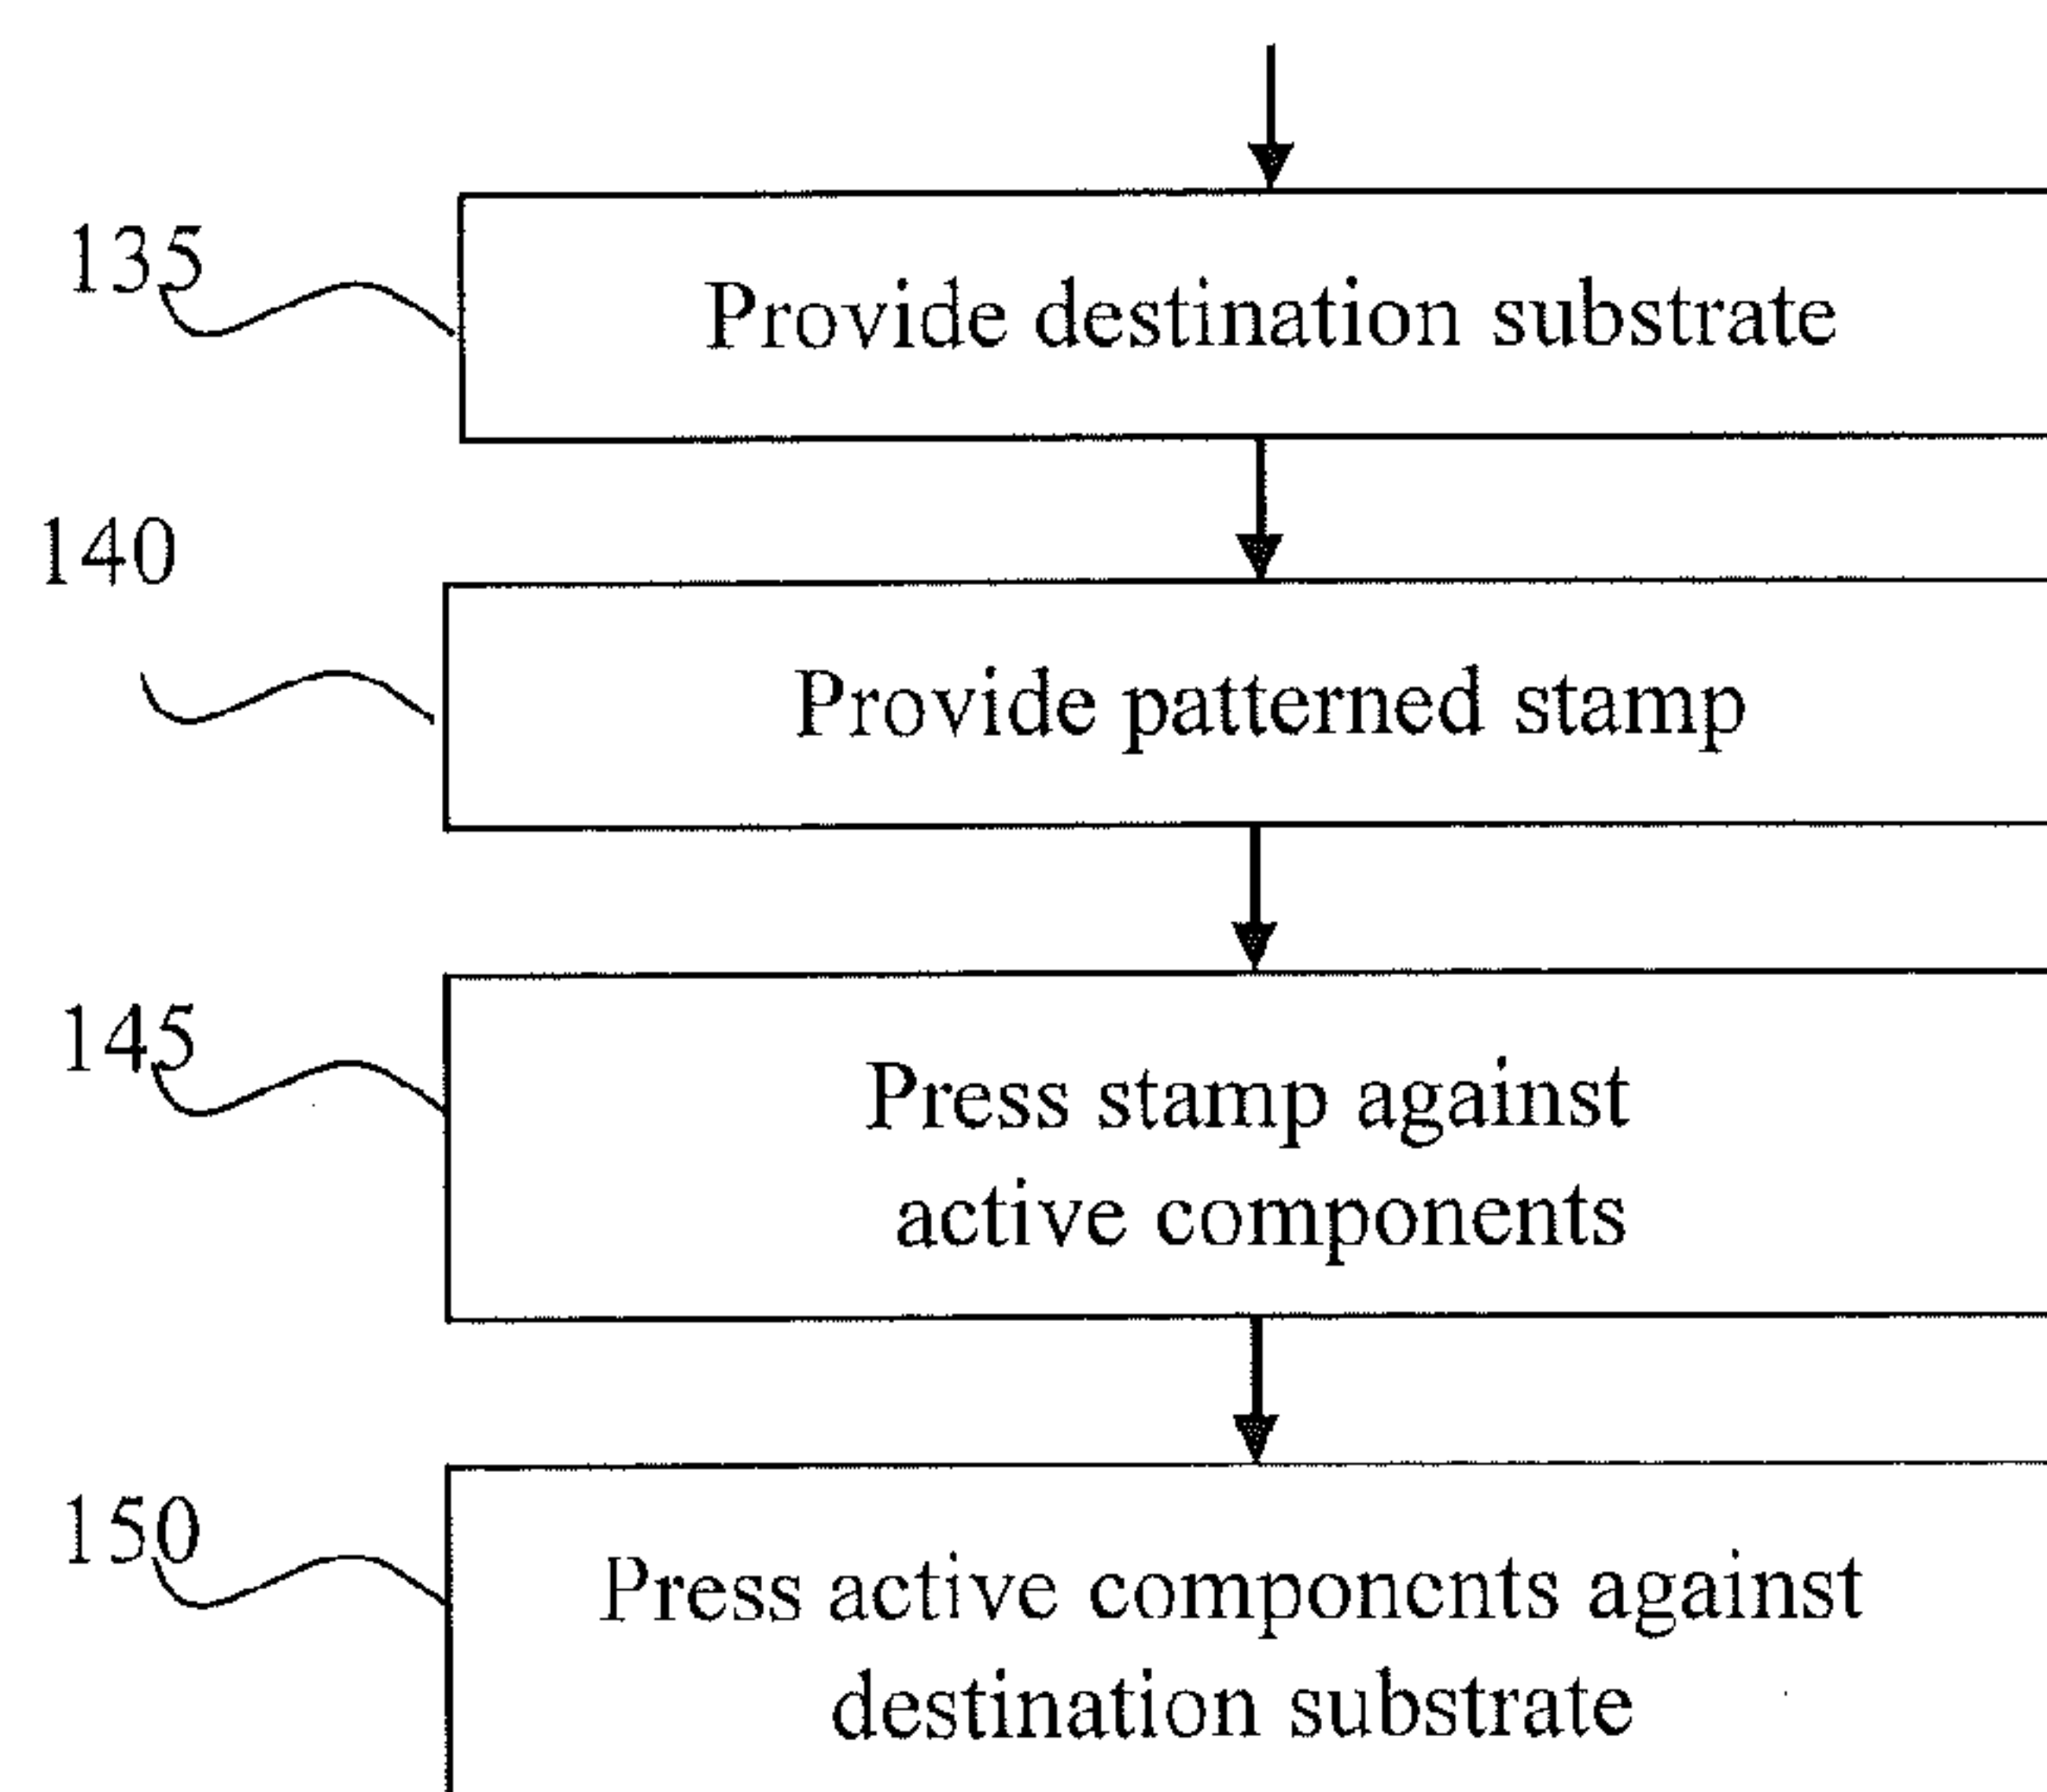 135
Provide destination substrate
140
Provide patterned stamp
145
Press stamp against
active components
150
Press active components against
destination substrate